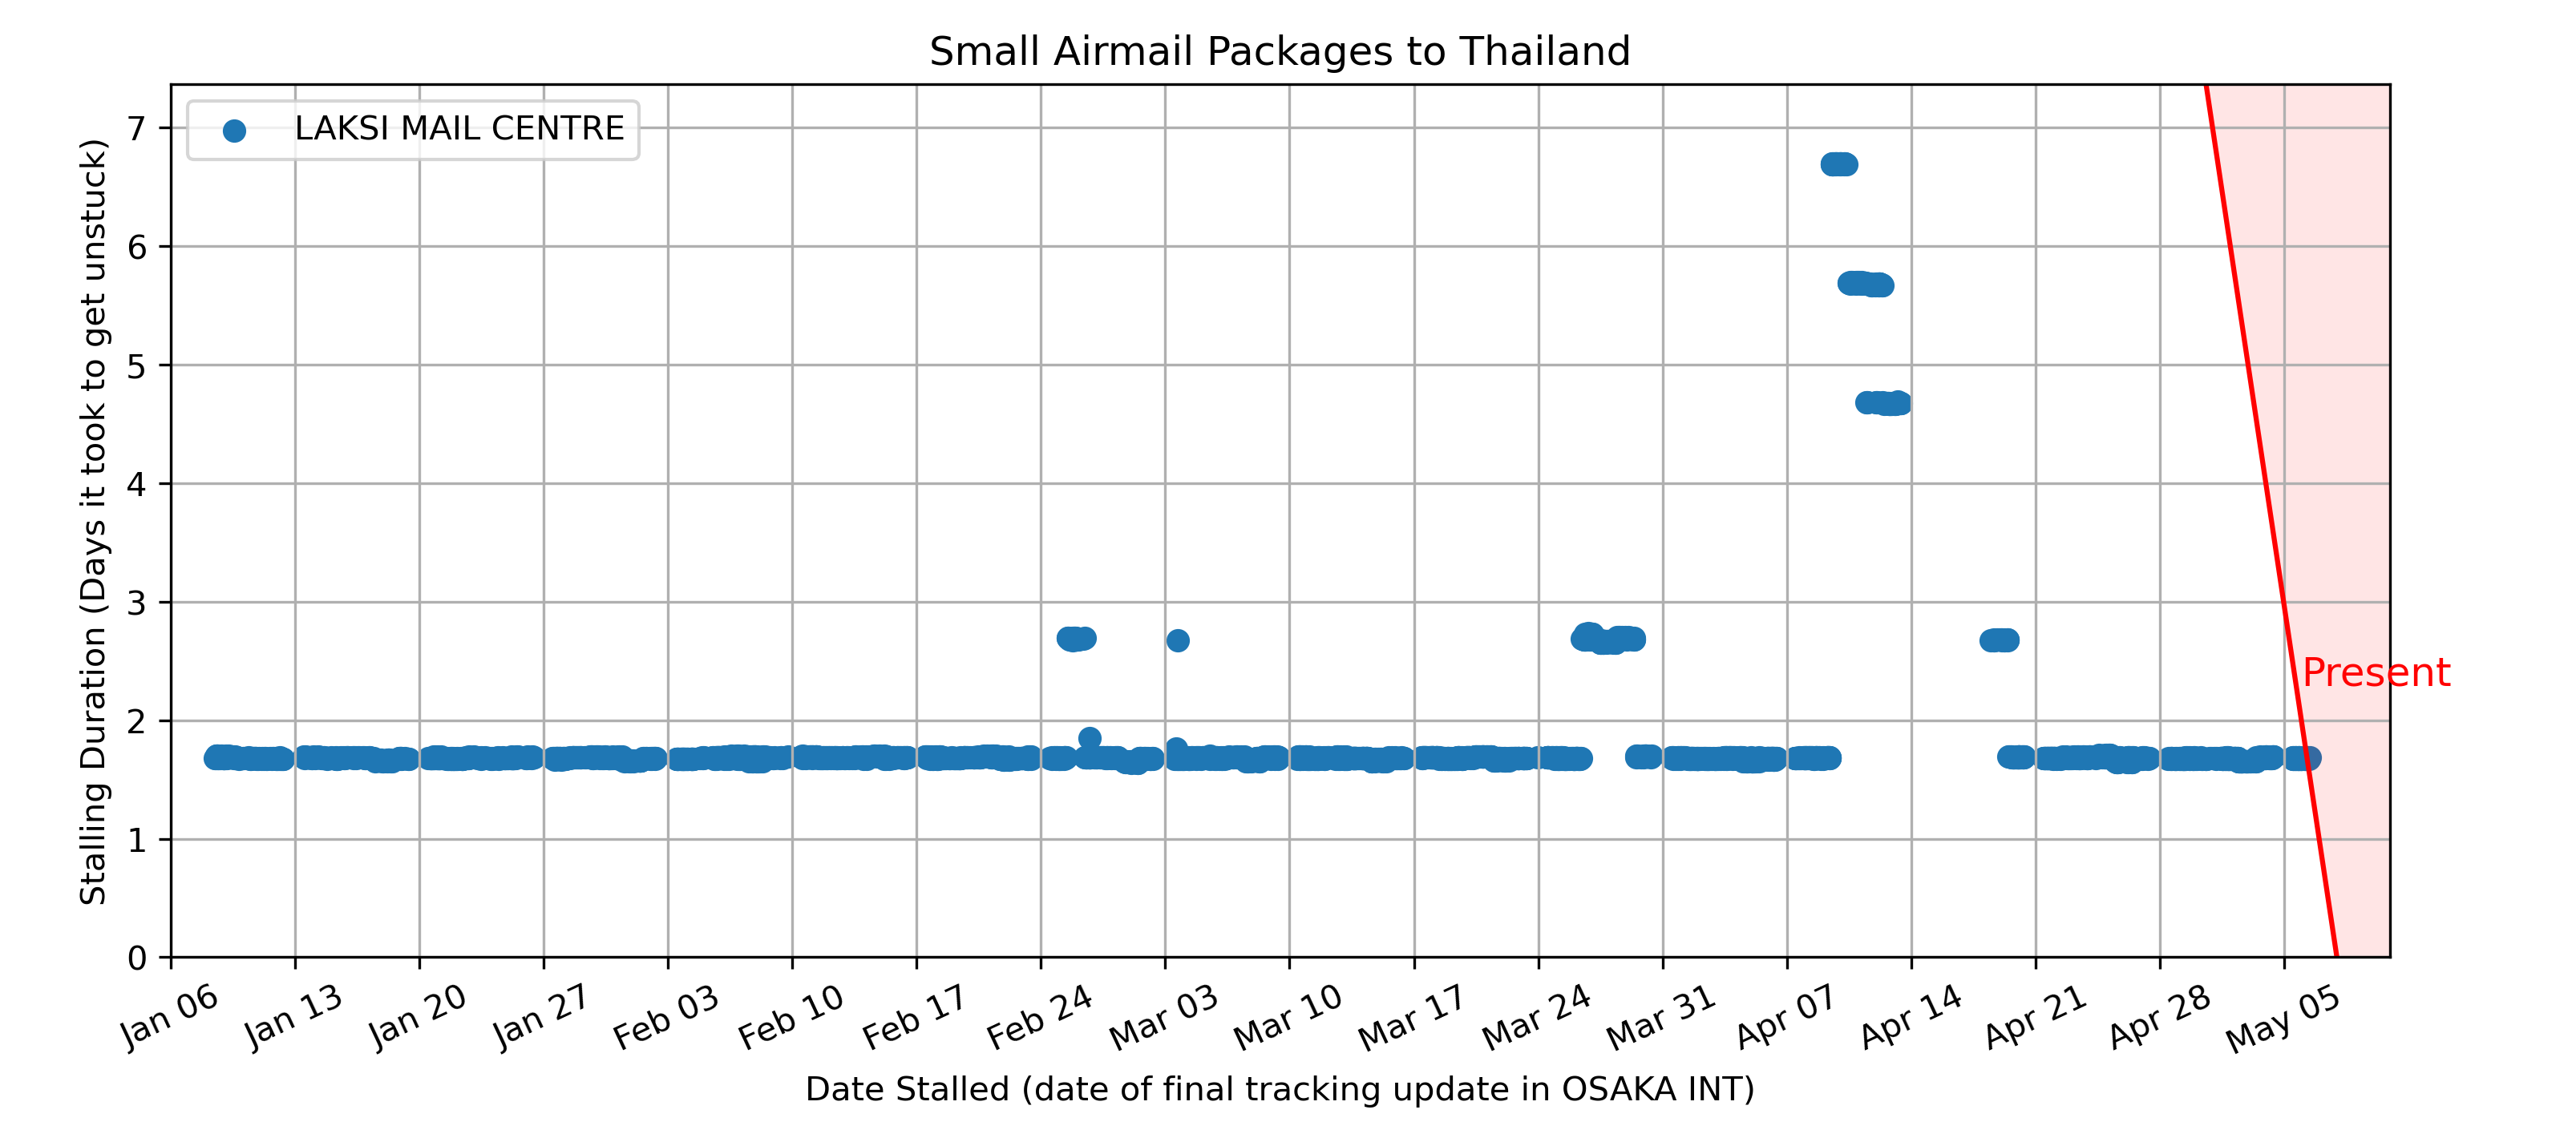 Small Airmail Packages to Thailand
LAKSI MAIL CENTRE
Stalling Duration (Days it took to get unstuck)
7
6
5
4
3
2
1
0
Present
Jan 06
Jan 13
Jan 20
Jan 27
Feb 03
Feb 10
Feb 17
Feb 24
Mar 03
Mar 10
Mar 17
Mar 24
Mar 31
Apr 07
Apr 14
Apr 21
Apr 28
May 05
Date Stalled (date of final tracking update in OSAKA INT)